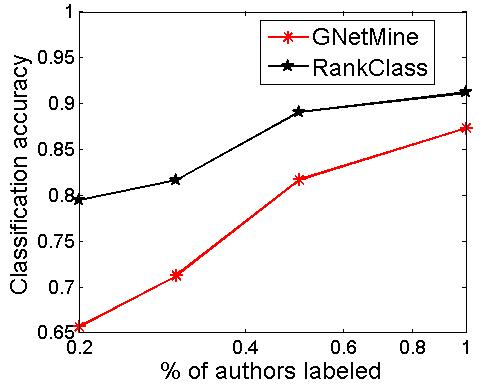 1
0.95
0.9
0.85
0.8
0.75
0.7
0.65
Classification accuracy
GNetMine
RankClass
0.2 0.4 0.6 0.8 1
% of authors labeled